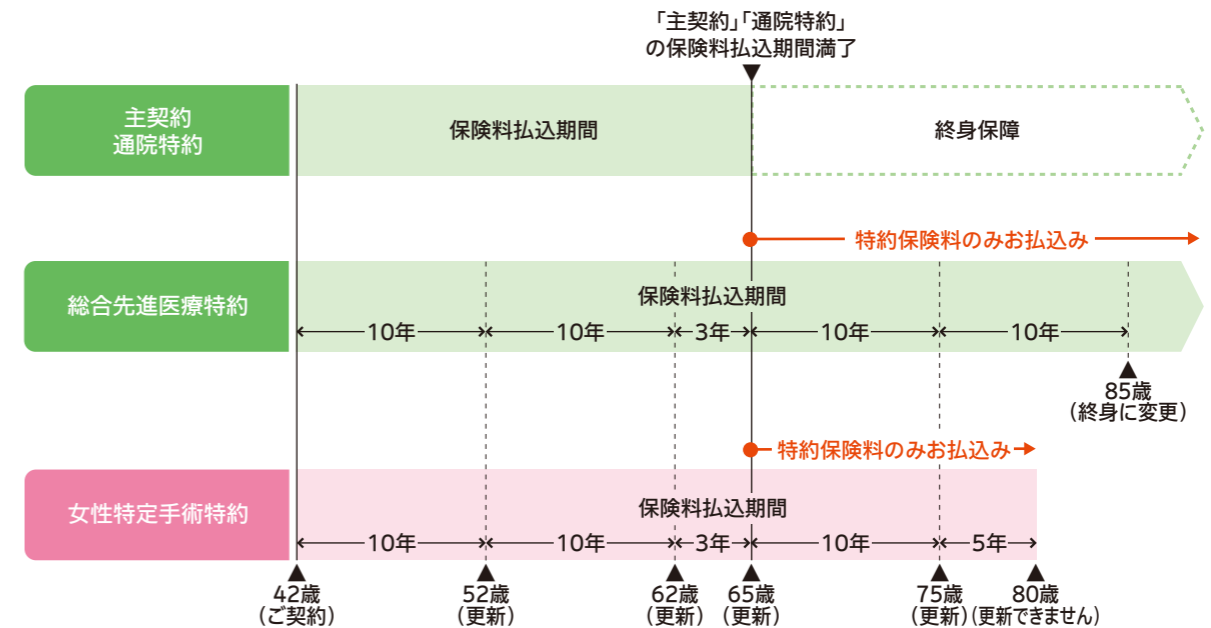 「主契約」「通院特約」
の保険料払込期間満了
主契約
通院特約
保険料払込期間
終身保障
特約保険料のみお払込み
総合先進医療特約
保険料払込期間
10年
10年
3年
10年
10年
85歳
(終身に変更)
特約保険料のみお払込み
女性特定手術特約
保険料払込期間
10年
10年
3年
10年
5年
42歳
(ご契約)
52歳
(更新)
62歳
(更新)
65歳
(更新)
75歳
(更新)
80歳
(更新できません)